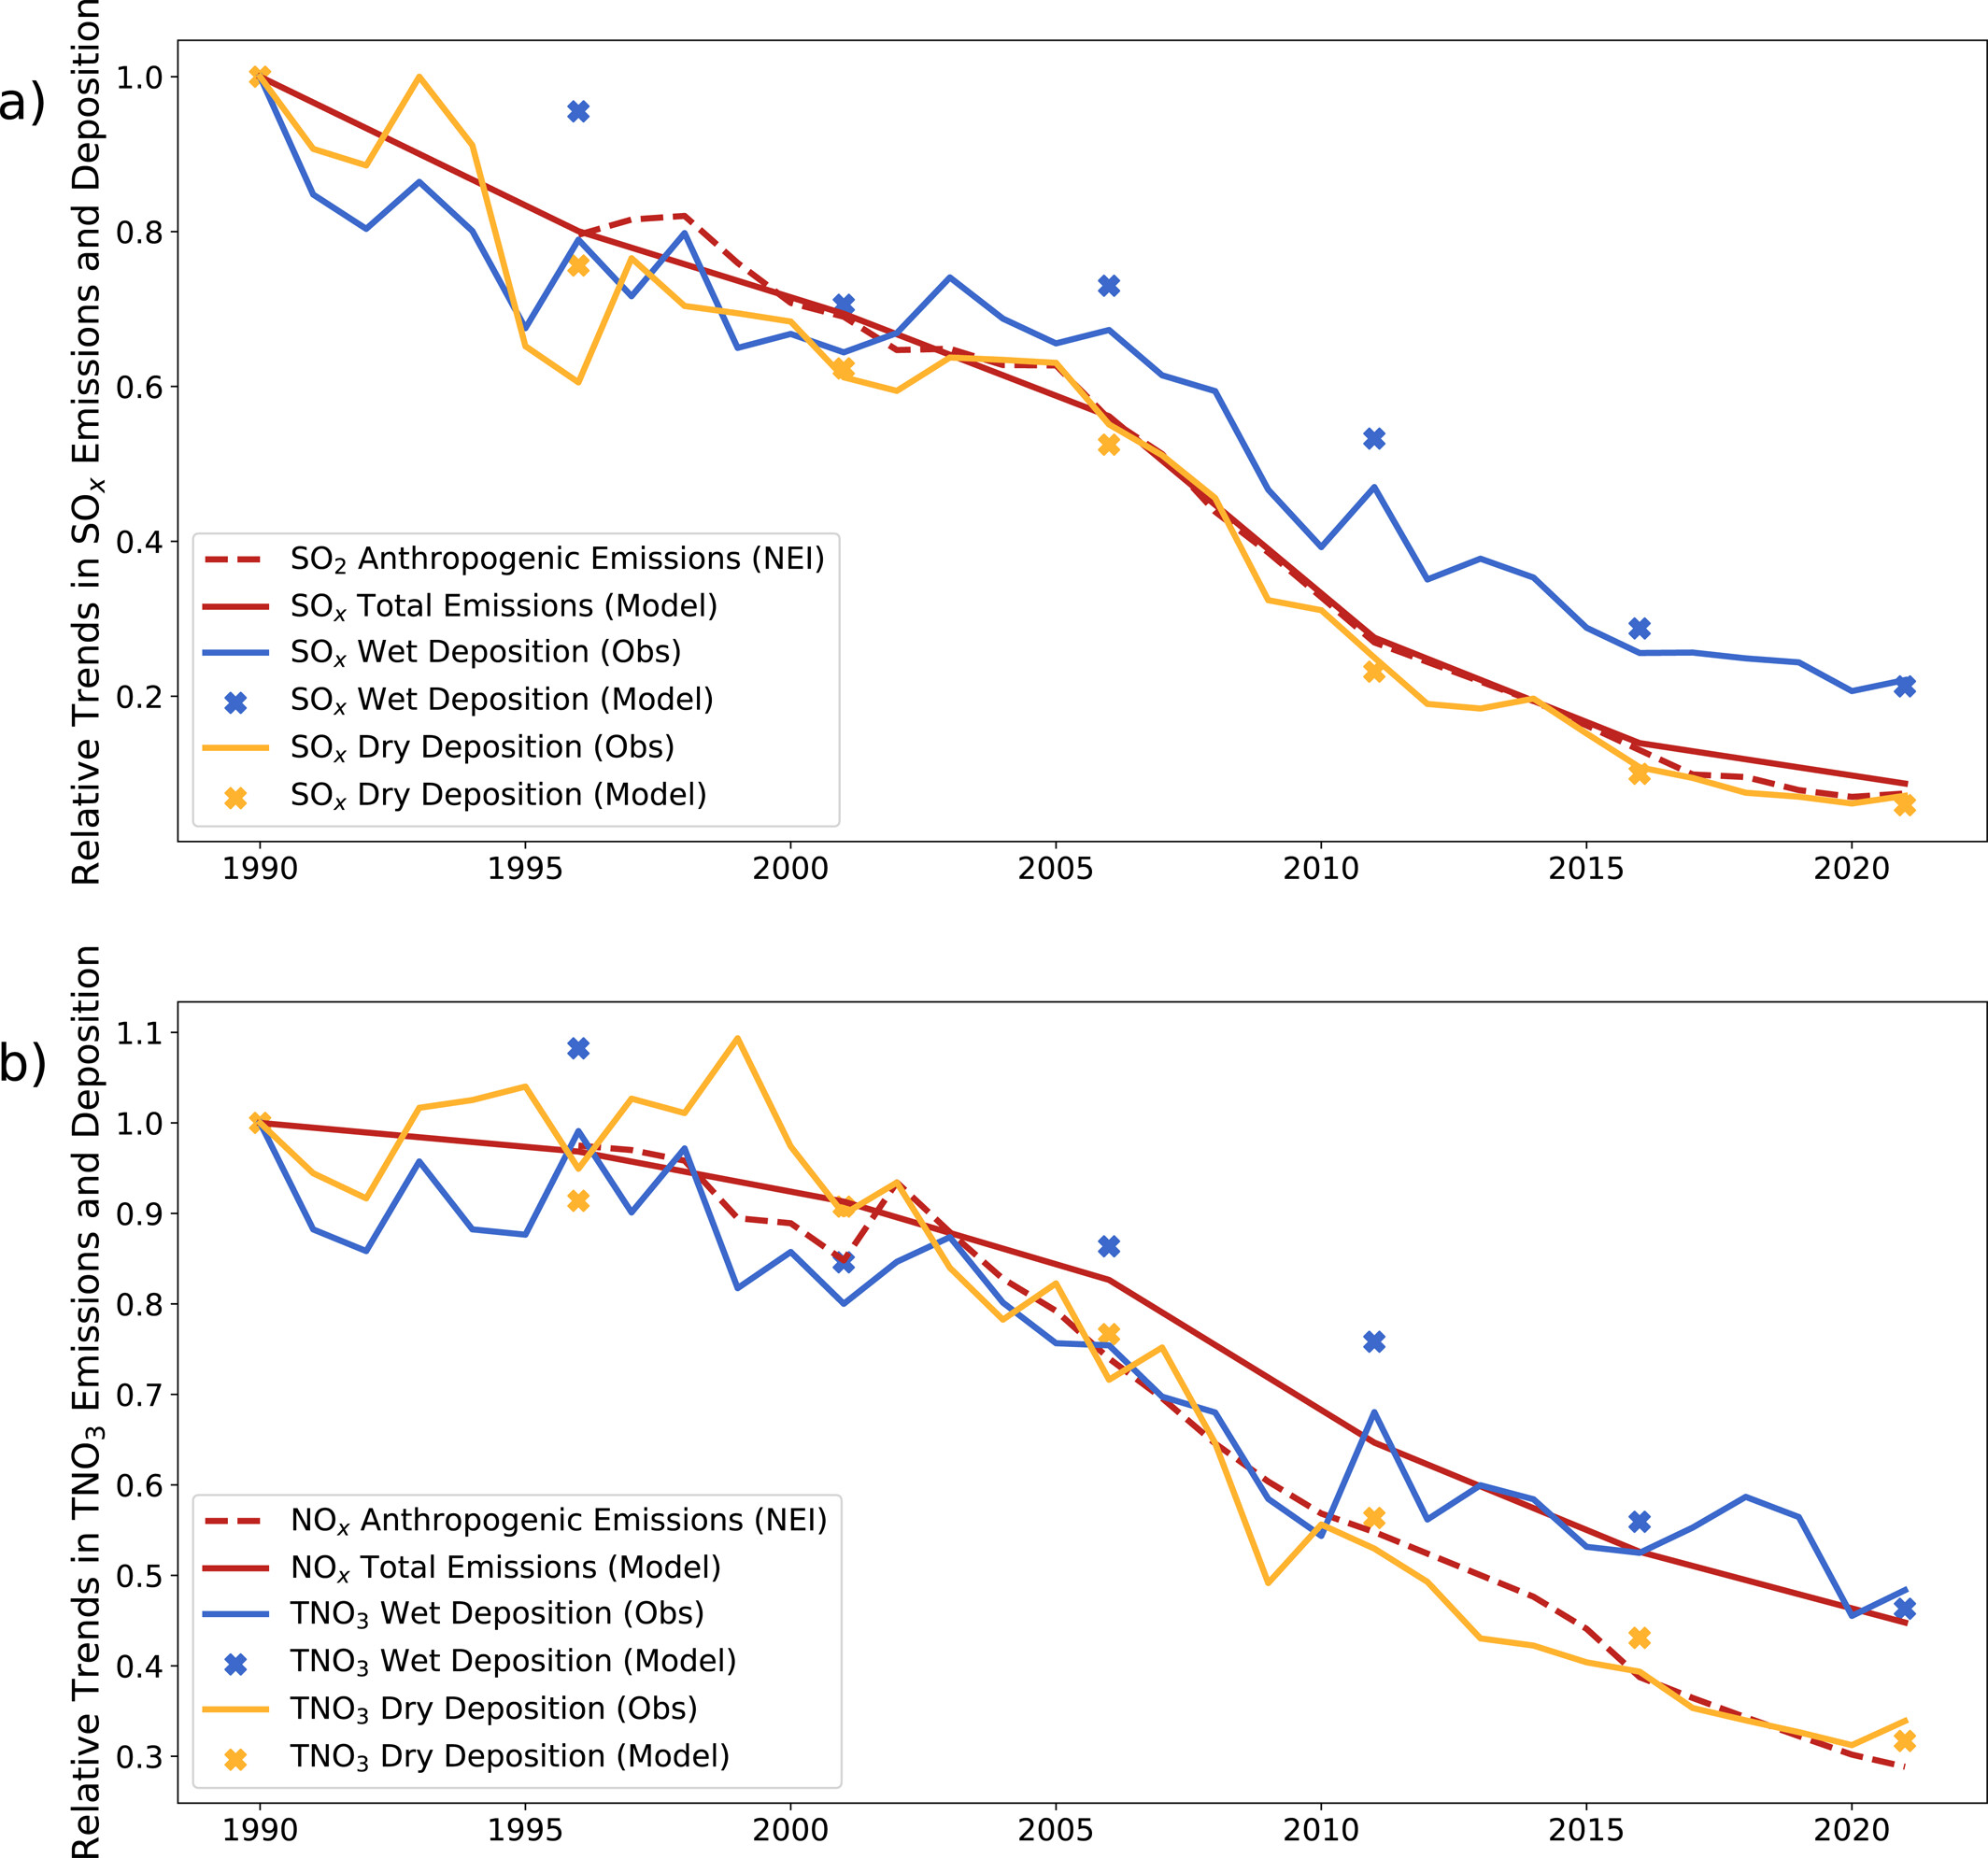 a)
Relative Trends in SOₓ Emissions and Deposition
1.0
0.8
0.6
0.4
0.2
SO₂ Anthropogenic Emissions (NEI)
SOₓ Total Emissions (Model)
SOₓ Wet Deposition (Obs)
SOₓ Wet Deposition (Model)
SOₓ Dry Deposition (Obs)
SOₓ Dry Deposition (Model)
1990 1995 2000 2005 2010 2015 2020
b)
Relative Trends in TNO₃ Emissions and Deposition
1.1
1.0
0.9
0.8
0.7
0.6
0.5
0.4
0.3
NOₓ Anthropogenic Emissions (NEI)
NOₓ Total Emissions (Model)
TNO₃ Wet Deposition (Obs)
TNO₃ Wet Deposition (Model)
TNO₃ Dry Deposition (Obs)
TNO₃ Dry Deposition (Model)
1990 1995 2000 2005 2010 2015 2020